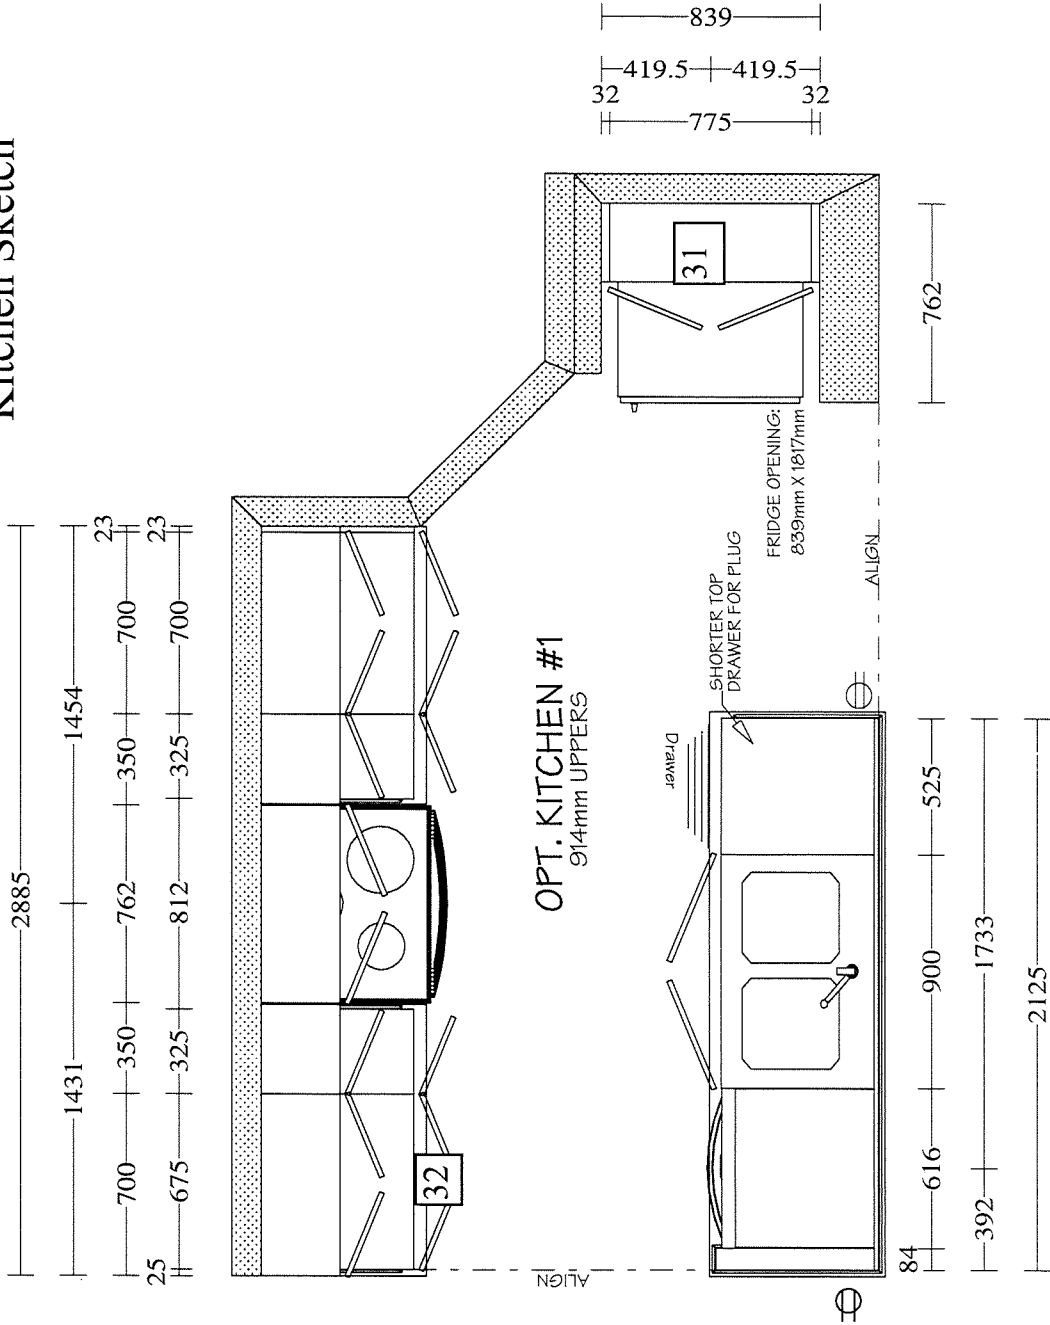 Kitchen Sketch
839
419.5 419.5
32 32
775
31
762
FRIDGE OPENING:
839mm X 1817mm
ALIGN
2885
1454 1431
23 700 350 762 350 700
23 700 325 812 325 675 25
32
OPT. KITCHEN #1
914mm UPPERS
Drawer
SHORTER TOP
DRAWER FOR PLUG
ALIGN
525 900 616 84
1733 392
2125